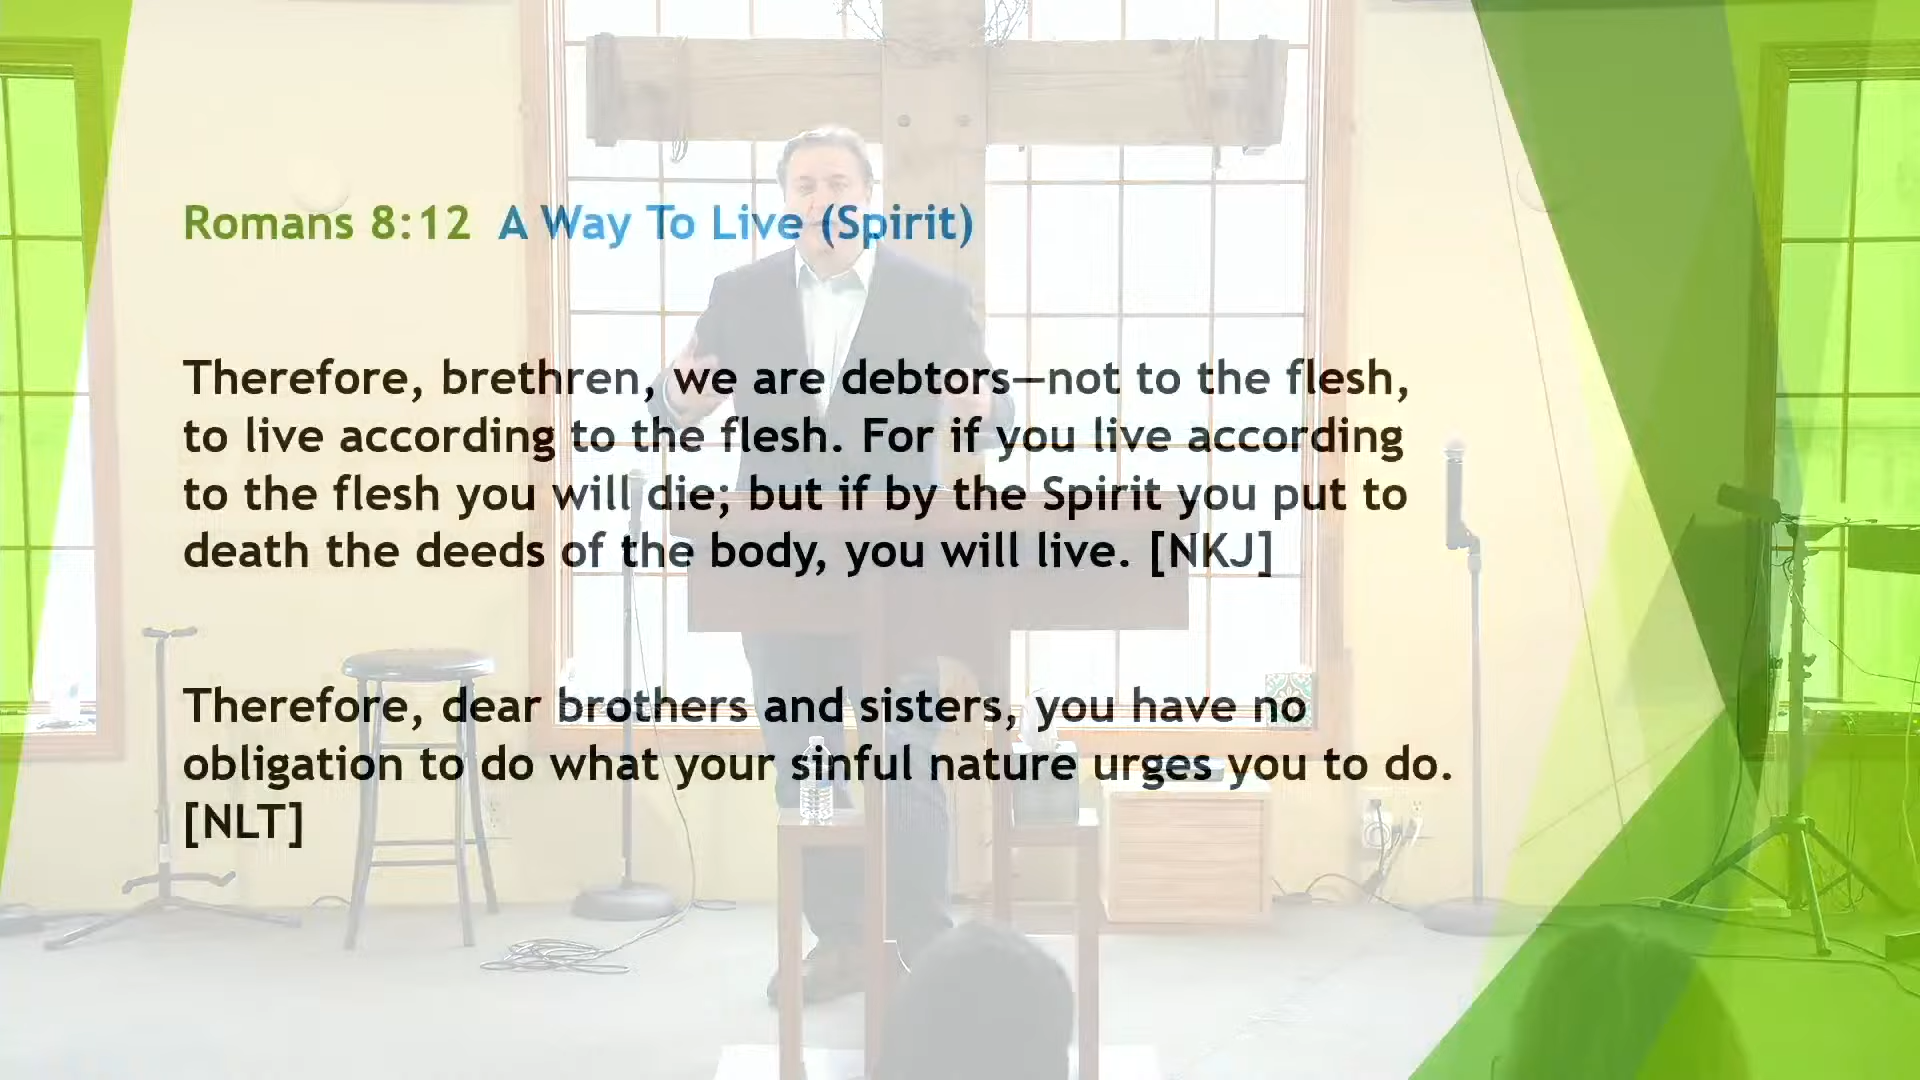 Romans 8:12 A Way To Live (Spirit)
Therefore, brethren, we are debtors—not to the flesh,
to live according to the flesh. For if you live according
to the flesh you will die; but if by the Spirit you put to
death the deeds of the body, you will live. [NKJ]
Therefore, dear brothers and sisters, you have no
obligation to do what your sinful nature urges you to do.
[NLT]